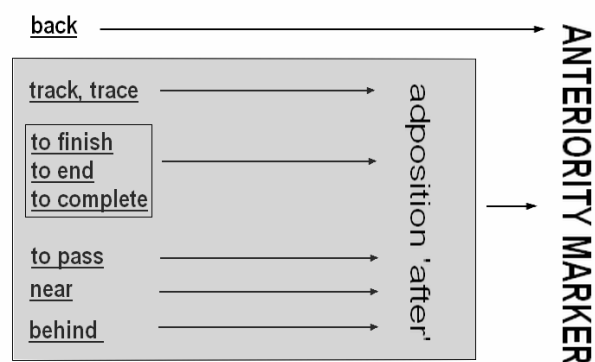 back
track, trace
to finish
to end
to complete
to pass
near
behind
adposition 'after'
ANTERIORITY MARKER